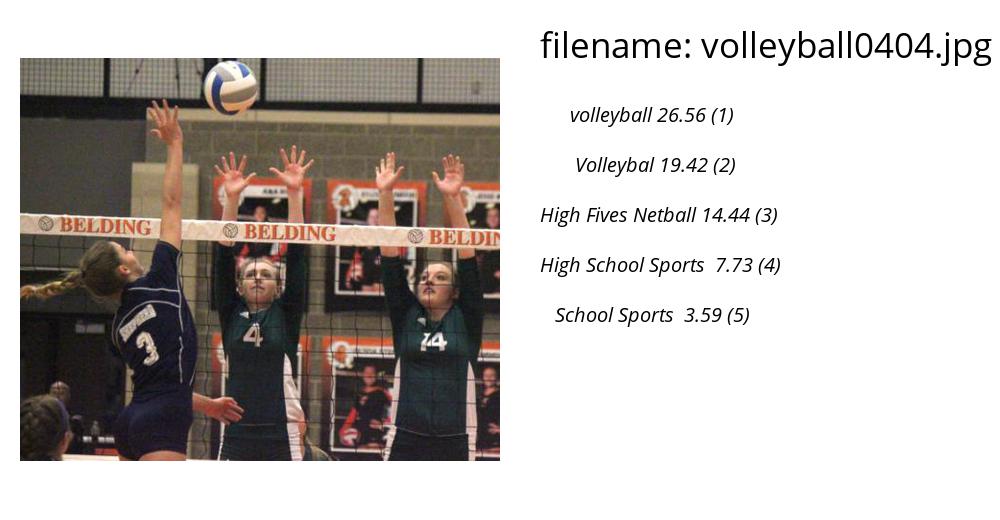 filename: volleyball0404.jpg
volleyball 26.56 (1)
Volleybal 19.42 (2)
High Fives Netball 14.44 (3)
High School Sports 7.73 (4)
School Sports 3.59 (5)
BELDING BELDING BELDIN
3
4
14